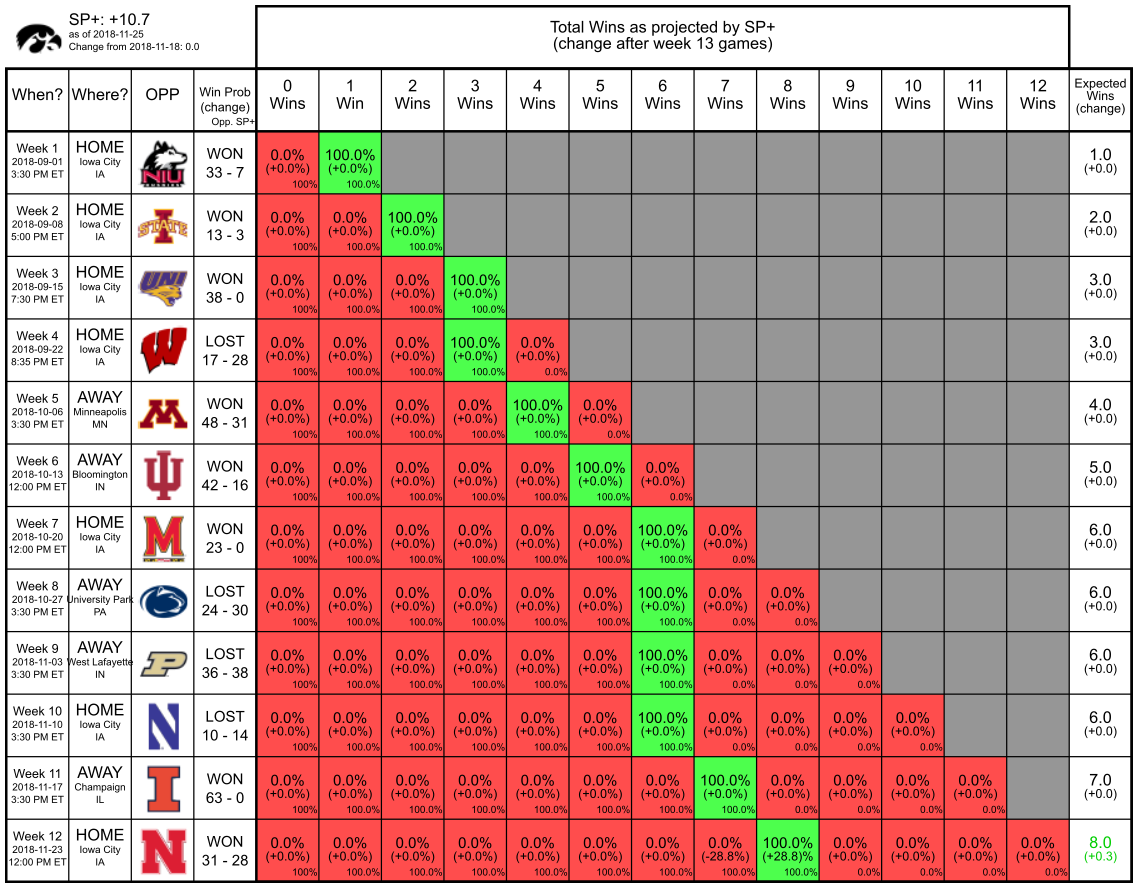 SP+: +10.7
as of 2018-11-25
Change from 2018-11-18: 0.0
Total Wins as projected by SP+
(change after week 13 games)
When? Where? OPP Win Prob (change) Opp. SP+ 0 Wins 1 Win 2 Wins 3 Wins 4 Wins 5 Wins 6 Wins 7 Wins 8 Wins 9 Wins 10 Wins 11 Wins 12 Wins Expected Wins (change)
Week 1 HOME WON 0.0% 100.0% 1.0
2018-09-01 Iowa City NIU 33 - 7 (+0.0%) (+0.0%) (+0.0)
3:30 PM ET IA 100% 100.0%
Week 2 HOME WON 0.0% 0.0% 100.0% 2.0
2018-09-08 Iowa City I STATE 13 - 3 (+0.0%) (+0.0%) (+0.0%) (+0.0)
5:00 PM ET IA 100% 100.0% 100.0%
Week 3 HOME WON 0.0% 0.0% 0.0% 100.0% 3.0
2018-09-15 Iowa City UNI 38 - 0 (+0.0%) (+0.0%) (+0.0%) (+0.0%) (+0.0)
7:30 PM ET IA 100% 100.0% 100.0% 100.0%
Week 4 HOME LOST 0.0% 0.0% 0.0% 100.0% 0.0% 3.0
2018-09-22 Iowa City W 17 - 28 (+0.0%) (+0.0%) (+0.0%) (+0.0%) (+0.0%) (+0.0)
8:35 PM ET IA 100% 100.0% 100.0% 100.0% 0.0%
Week 5 AWAY WON 0.0% 0.0% 0.0% 0.0% 100.0% 0.0% 4.0
2018-10-06 Minneapolis M 48 - 31 (+0.0%) (+0.0%) (+0.0%) (+0.0%) (+0.0%) (+0.0%) (+0.0)
3:30 PM ET MN 100% 100.0% 100.0% 100.0% 100.0% 0.0%
Week 6 AWAY WON 0.0% 0.0% 0.0% 0.0% 0.0% 100.0% 0.0% 5.0
2018-10-13 Bloomington IU 42 - 16 (+0.0%) (+0.0%) (+0.0%) (+0.0%) (+0.0%) (+0.0%) (+0.0%) (+0.0)
12:00 PM ET IN 100% 100.0% 100.0% 100.0% 100.0% 100.0% 0.0%
Week 7 HOME WON 0.0% 0.0% 0.0% 0.0% 0.0% 0.0% 100.0% 0.0% 6.0
2018-10-20 Iowa City M 23 - 0 (+0.0%) (+0.0%) (+0.0%) (+0.0%) (+0.0%) (+0.0%) (+0.0%) (+0.0%) (+0.0)
12:00 PM ET IA 100% 100.0% 100.0% 100.0% 100.0% 100.0% 100.0% 0.0%
Week 8 AWAY LOST 0.0% 0.0% 0.0% 0.0% 0.0% 0.0% 100.0% 0.0% 0.0% 6.0
2018-10-27 University Park 24 - 30 (+0.0%) (+0.0%) (+0.0%) (+0.0%) (+0.0%) (+0.0%) (+0.0%) (+0.0%) (+0.0%) (+0.0)
3:30 PM ET PA 100% 100.0% 100.0% 100.0% 100.0% 100.0% 100.0% 0.0% 0.0%
Week 9 AWAY LOST 0.0% 0.0% 0.0% 0.0% 0.0% 0.0% 100.0% 0.0% 0.0% 0.0% 6.0
2018-11-03 West Lafayette P 36 - 38 (+0.0%) (+0.0%) (+0.0%) (+0.0%) (+0.0%) (+0.0%) (+0.0%) (+0.0%) (+0.0%) (+0.0%) (+0.0)
3:30 PM ET IN 100% 100.0% 100.0% 100.0% 100.0% 100.0% 100.0% 0.0% 0.0% 0.0%
Week 10 HOME LOST 0.0% 0.0% 0.0% 0.0% 0.0% 0.0% 100.0% 0.0% 0.0% 0.0% 0.0% 6.0
2018-11-10 Iowa City N 10 - 14 (+0.0%) (+0.0%) (+0.0%) (+0.0%) (+0.0%) (+0.0%) (+0.0%) (+0.0%) (+0.0%) (+0.0%) (+0.0%) (+0.0)
3:30 PM ET IA 100% 100.0% 100.0% 100.0% 100.0% 100.0% 100.0% 0.0% 0.0% 0.0% 0.0%
Week 11 AWAY WON 0.0% 0.0% 0.0% 0.0% 0.0% 0.0% 0.0% 100.0% 0.0% 0.0% 0.0% 0.0% 7.0
2018-11-17 Champaign I 63 - 0 (+0.0%) (+0.0%) (+0.0%) (+0.0%) (+0.0%) (+0.0%) (+0.0%) (+0.0%) (+0.0%) (+0.0%) (+0.0%) (+0.0%) (+0.0)
3:30 PM ET IL 100% 100.0% 100.0% 100.0% 100.0% 100.0% 100.0% 100.0% 0.0% 0.0% 0.0% 0.0%
Week 12 HOME WON 0.0% 0.0% 0.0% 0.0% 0.0% 0.0% 0.0% 0.0% 100.0% 0.0% 0.0% 0.0% 0.0% 8.0
2018-11-23 Iowa City N 31 - 28 (+0.0%) (+0.0%) (+0.0%) (+0.0%) (+0.0%) (+0.0%) (+0.0%) (-28.8%) (+28.8)% (+0.0%) (+0.0%) (+0.0%) (+0.0%) (+0.3)
12:00 PM ET IA 100% 100.0% 100.0% 100.0% 100.0% 100.0% 100.0% 100.0% 100.0% 0.0% 0.0% 0.0% 0.0%